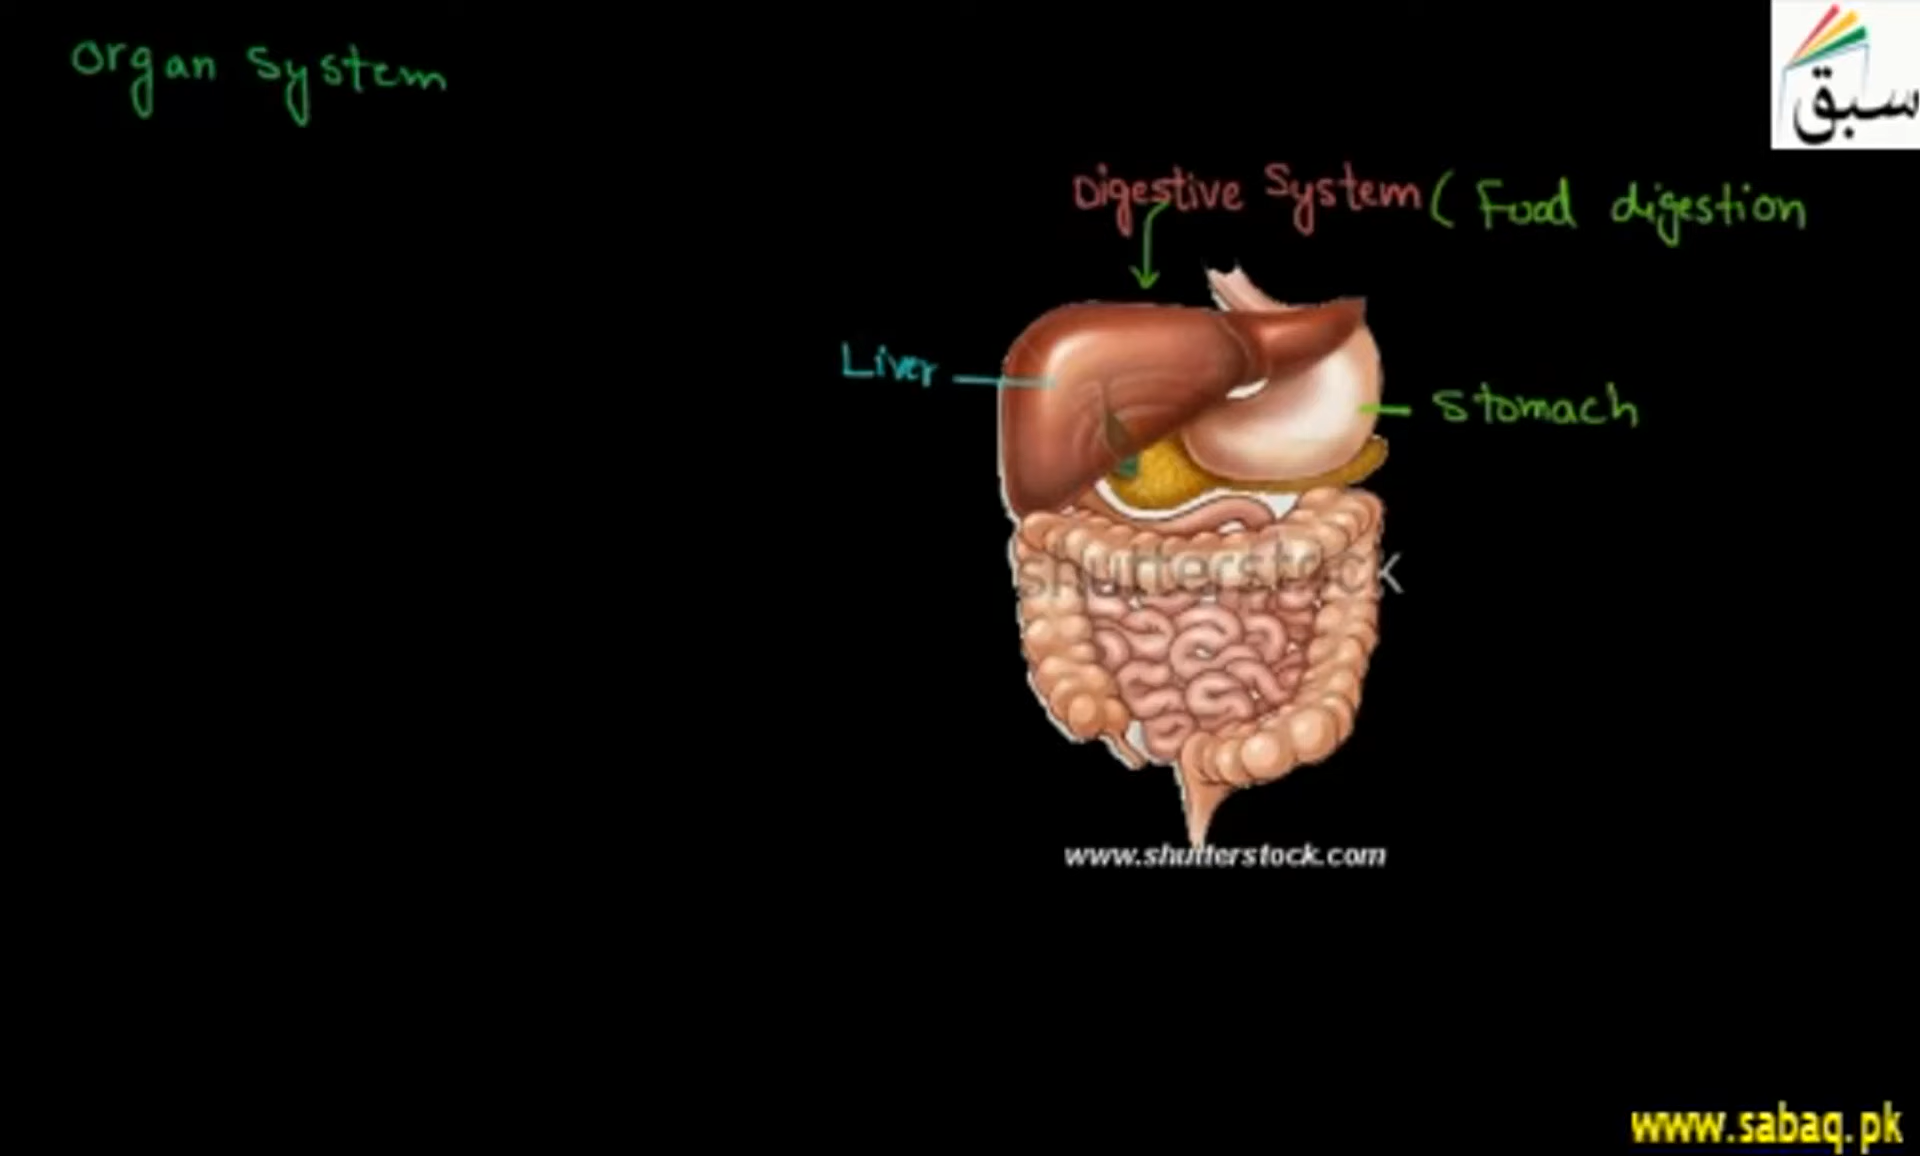 Organ System
سبق
Digestive System ( Food digestion
Liver
Stomach
shutterstock
www.shutterstock.com
www.sabaq.pk